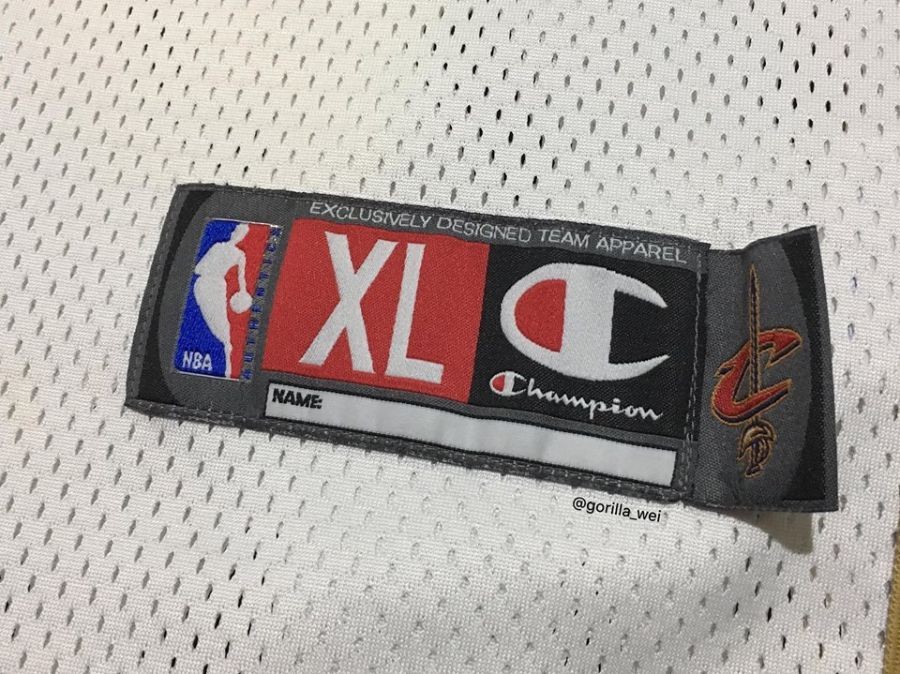 EXCLUSIVELY DESIGNED TEAM APPAREL
NBA
AUTHENTICS
XL
C
Champion
NAME:
C
@gorilla_wei